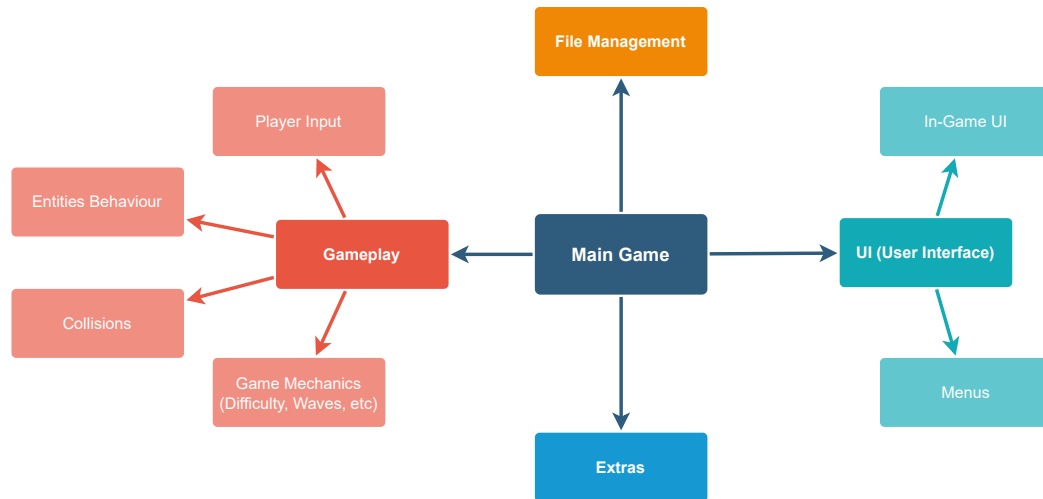 File Management
Player Input
In-Game UI
Entities Behaviour
Gameplay
Main Game
UI (User Interface)
Collisions
Game Mechanics
(Difficulty, Waves, etc)
Menus
Extras